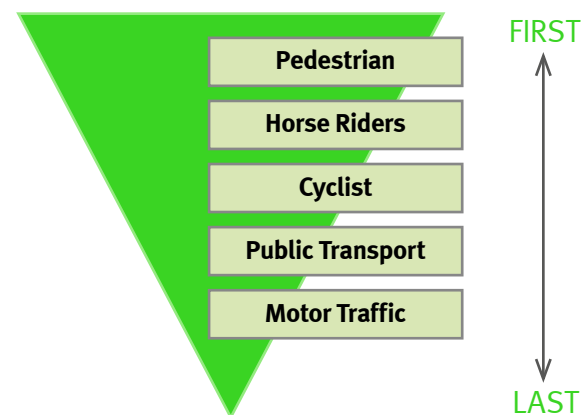 FIRST
Pedestrian
Horse Riders
Cyclist
Public Transport
Motor Traffic
LAST